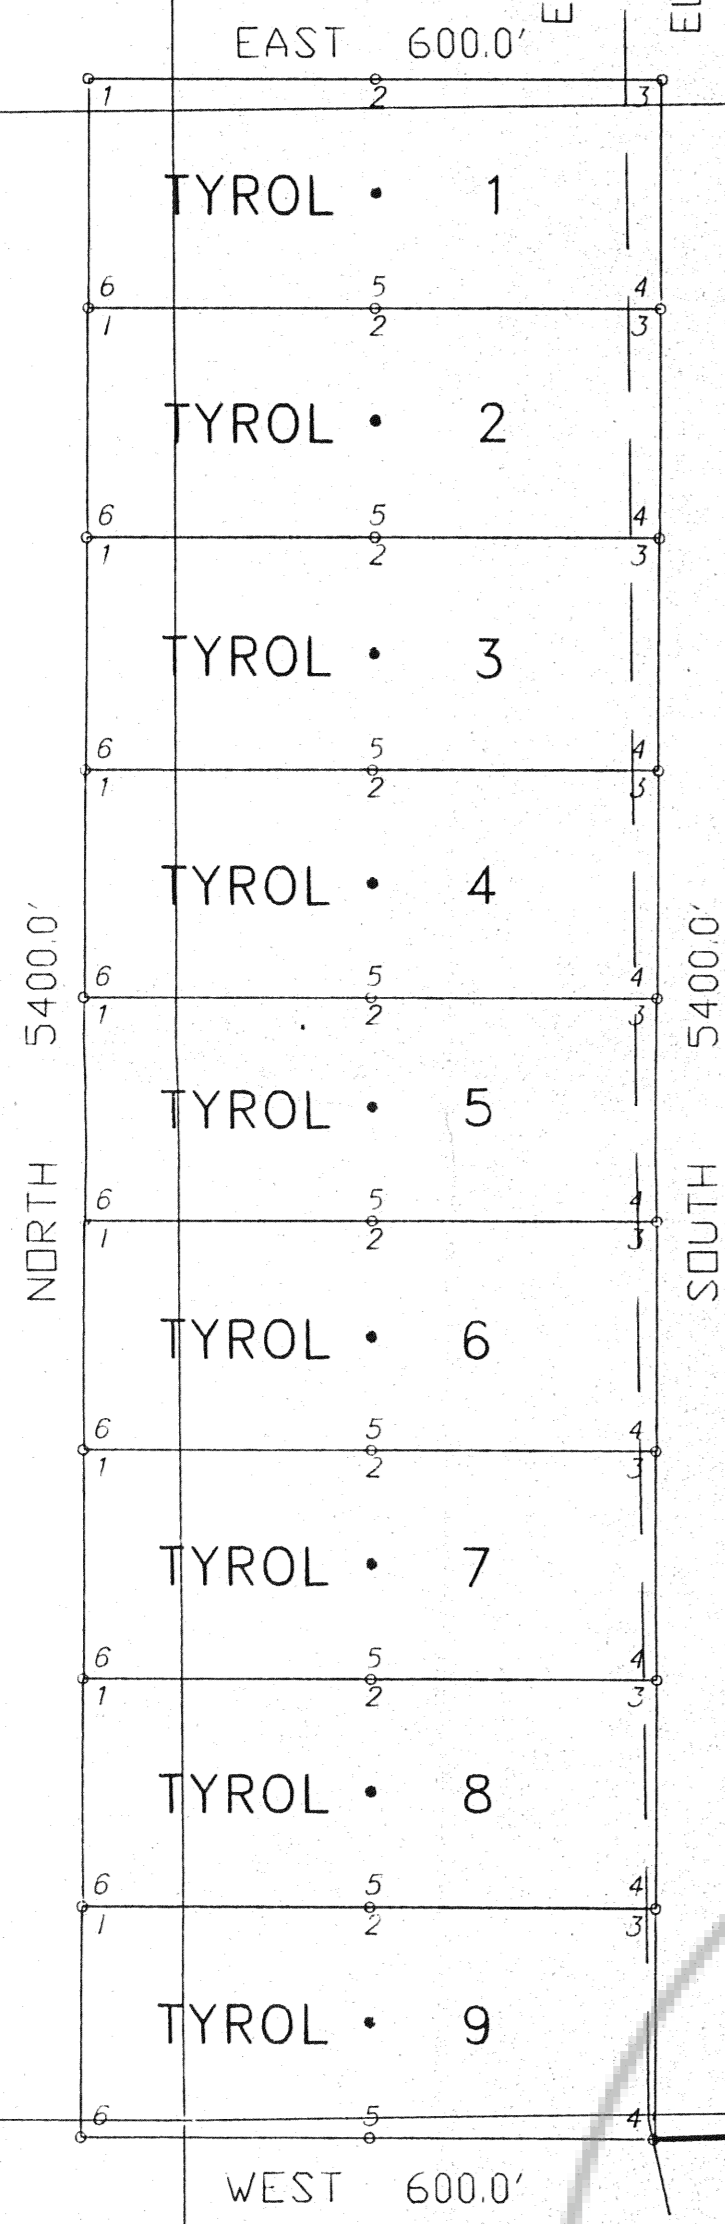 E
EL
EAST 600.0'
1 2 3
TYROL • 1
6 5 4
1 2 3
TYROL • 2
6 5 4
1 2 3
TYROL • 3
6 5 4
1 2 3
TYROL • 4
6 5 4
1 2 3
TYROL • 5
6 5 4
1 2 3
TYROL • 6
6 5 4
1 2 3
TYROL • 7
6 5 4
1 2 3
TYROL • 8
6 5 4
1 2 3
TYROL • 9
6 5 4
WEST 600.0'
NORTH 5400.0'
SOUTH 5400.0'